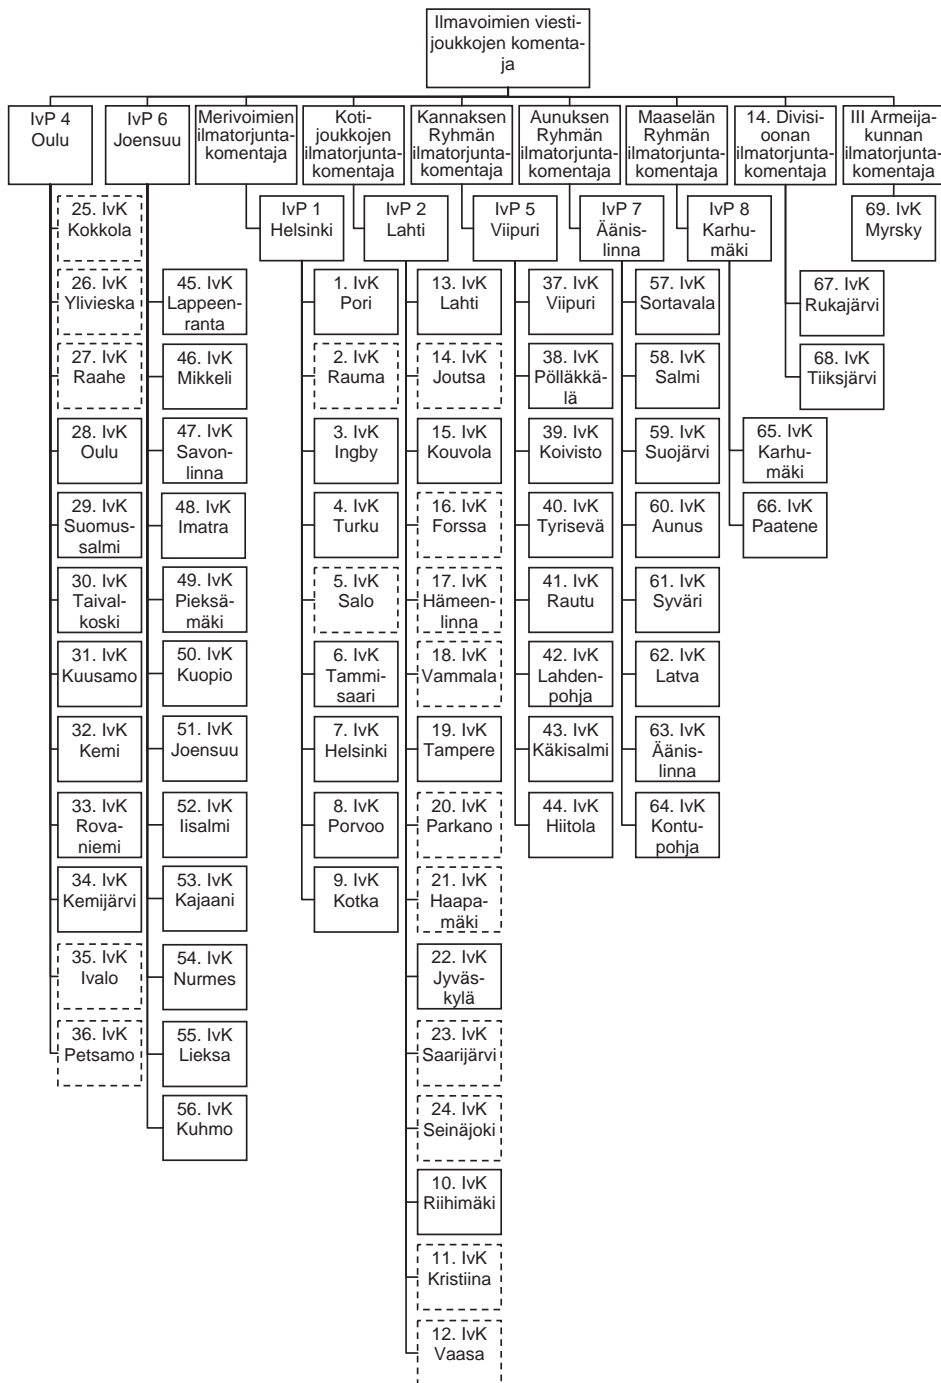 Ilmavoimien viesti-
joukkojen komenta-
ja
IvP 4
Oulu
IvP 6
Joensuu
Merivoimien
ilmatorjunta-
komentaja
Koti-
joukkojen
ilmatorjunta-
komentaja
Kannaksen
Ryhmän
ilmatorjunta-
komentaja
Aunuksen
Ryhmän
ilmatorjunta-
komentaja
Maaselän
Ryhmän
ilmatorjunta-
komentaja
14. Divisi-
oonan
ilmatorjunta-
komentaja
III Armeija-
kunnan
ilmatorjunta-
komentaja
25. IvK
Kokkola
26. IvK
Ylivieska
27. IvK
Raahe
28. IvK
Oulu
29. IvK
Suomus-
salmi
30. IvK
Taival-
koski
31. IvK
Kuusamo
32. IvK
Kemi
33. IvK
Rova-
niemi
34. IvK
Kemijärvi
35. IvK
Ivalo
36. IvK
Petsamo
45. IvK
Lappeen-
ranta
46. IvK
Mikkeli
47. IvK
Savon-
linna
48. IvK
Imatra
49. IvK
Pieksä-
mäki
50. IvK
Kuopio
51. IvK
Joensuu
52. IvK
Iisalmi
53. IvK
Kajaani
54. IvK
Nurmes
55. IvK
Lieksa
56. IvK
Kuhmo
IvP 1
Helsinki
1. IvK
Pori
2. IvK
Rauma
3. IvK
Ingby
4. IvK
Turku
5. IvK
Salo
6. IvK
Tammi-
saari
7. IvK
Helsinki
8. IvK
Porvoo
9. IvK
Kotka
IvP 2
Lahti
13. IvK
Lahti
14. IvK
Joutsa
15. IvK
Kouvola
16. IvK
Forssa
17. IvK
Hämeen-
linna
18. IvK
Vammala
19. IvK
Tampere
20. IvK
Parkano
21. IvK
Haapa-
mäki
22. IvK
Jyväs-
kylä
23. IvK
Saarijärvi
24. IvK
Seinäjoki
10. IvK
Riihimäki
11. IvK
Kristiina
12. IvK
Vaasa
IvP 5
Viipuri
37. IvK
Viipuri
38. IvK
Pölläkkä-
lä
39. IvK
Koivisto
40. IvK
Tyrisevä
41. IvK
Rautu
42. IvK
Lahden-
pohja
43. IvK
Käkisalmi
44. IvK
Hiitola
IvP 7
Äänis-
linna
57. IvK
Sortavala
58. IvK
Salmi
59. IvK
Suojärvi
60. IvK
Aunus
61. IvK
Syväri
62. IvK
Latva
63. IvK
Äänis-
linna
64. IvK
Kontu-
pohja
IvP 8
Karhu-
mäki
65. IvK
Karhu-
mäki
66. IvK
Paatene
67. IvK
Rukajärvi
68. IvK
Tiiksjärvi
69. IvK
Myrsky